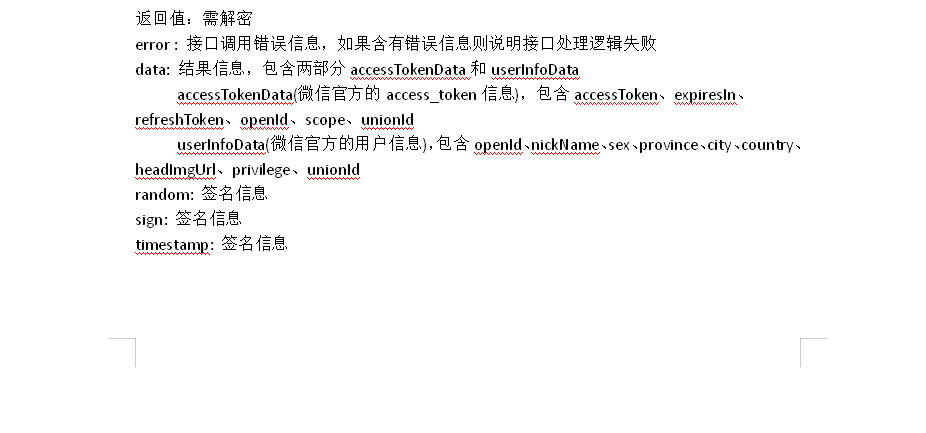 返回值：需解密
error : 接口调用错误信息，如果含有错误信息则说明接口处理逻辑失败
data: 结果信息，包含两部分 accessTokenData 和 userInfoData
accessTokenData(微信官方的 access_token 信息)，包含 accessToken、expiresIn、
refreshToken、openId、scope、unionId
userInfoData(微信官方的用户信息)，包含 openId、nickName、sex、province、city、country、
headImgUrl、privilege、unionId
random: 签名信息
sign: 签名信息
timestamp: 签名信息